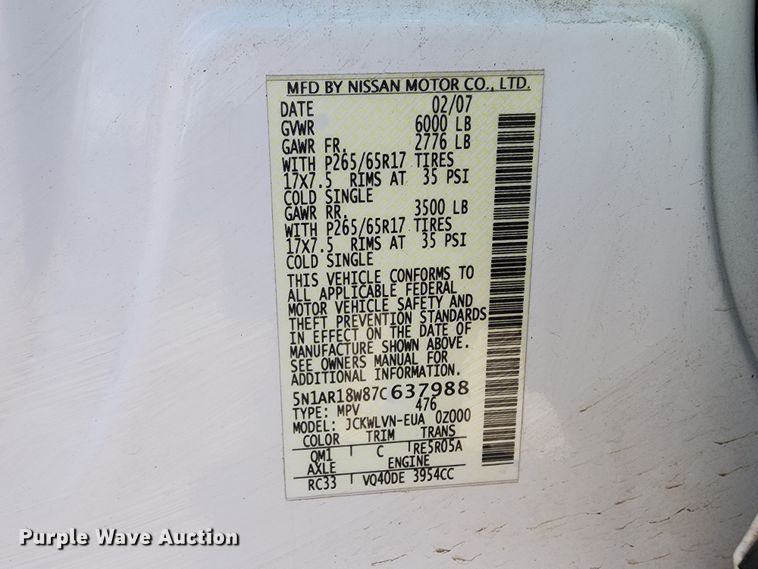 MFD BY NISSAN MOTOR CO., LTD.
DATE 02/07
GVWR 6000 LB
GAWR FR. 2776 LB
WITH P265/65R17 TIRES
17X7.5 RIMS AT 35 PSI
COLD SINGLE
GAWR RR. 3500 LB
WITH P265/65R17 TIRES
17X7.5 RIMS AT 35 PSI
COLD SINGLE
THIS VEHICLE CONFORMS TO
ALL APPLICABLE FEDERAL
MOTOR VEHICLE SAFETY AND
THEFT PREVENTION STANDARDS
IN EFFECT ON THE DATE OF
MANUFACTURE SHOWN ABOVE.
SEE OWNERS MANUAL FOR
ADDITIONAL INFORMATION.
5N1AR18W87C637988
TYPE: MPV 476
MODEL: JCKWLVN-EUA 0Z000
COLOR TRIM TRANS
QM1 C RE5R05A
AXLE ENGINE
RC33 VQ40DE 3954CC
Purple Wave Auction